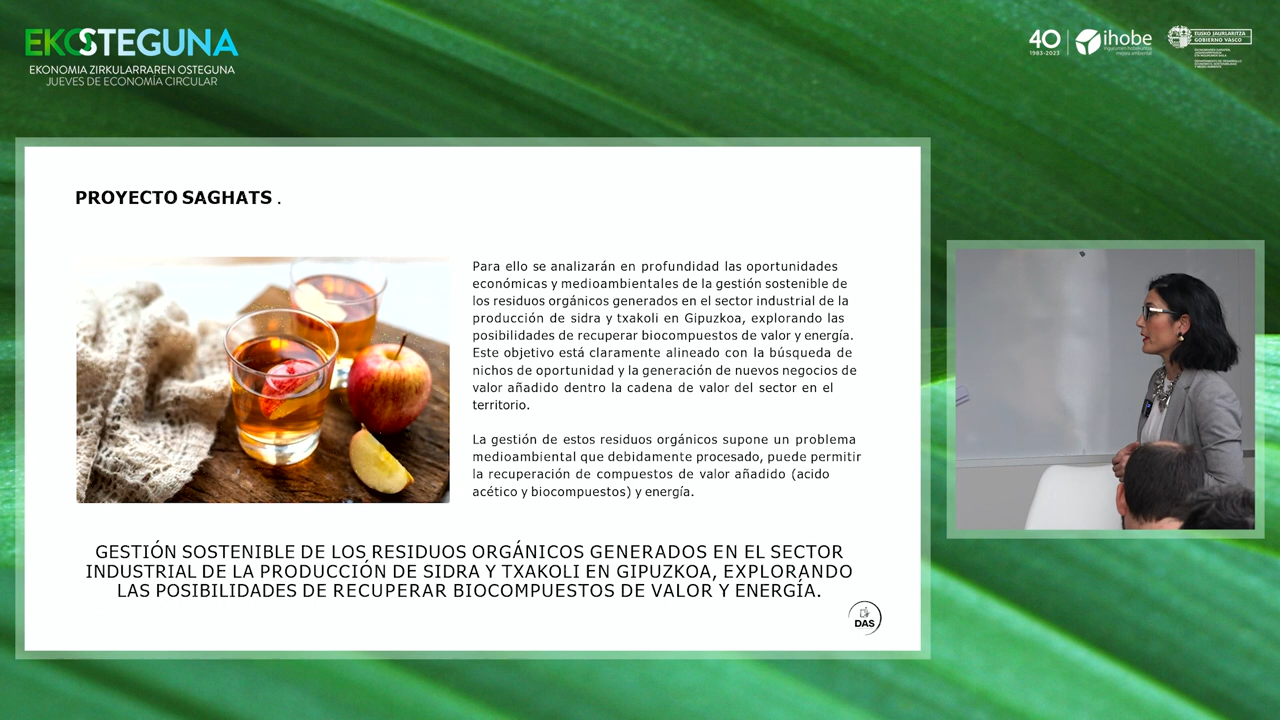 EKOSTEGUNA
EKONOMIA ZIRKULARRAREN OSTEGUNA
JUEVES DE ECONOMÍA CIRCULAR
40
1983-2023
ihobe
EUSKO JAURLARITZA
GOBIERNO VASCO
PROYECTO SAGHATS .
Para ello se analizarán en profundidad las oportunidades
económicas y medioambientales de la gestión sostenible de
los residuos orgánicos generados en el sector industrial de la
producción de sidra y txakoli en Gipuzkoa, explorando las
posibilidades de recuperar biocompuestos de valor y energía.
Este objetivo está claramente alineado con la búsqueda de
nichos de oportunidad y la generación de nuevos negocios de
valor añadido dentro la cadena de valor del sector en el
territorio.
La gestión de estos residuos orgánicos supone un problema
medioambiental que debidamente procesado, puede permitir
la recuperación de compuestos de valor añadido (acido
acético y biocompuestos) y energía.
GESTIÓN SOSTENIBLE DE LOS RESIDUOS ORGÁNICOS GENERADOS EN EL SECTOR
INDUSTRIAL DE LA PRODUCCIÓN DE SIDRA Y TXAKOLI EN GIPUZKOA, EXPLORANDO
LAS POSIBILIDADES DE RECUPERAR BIOCOMPUESTOS DE VALOR Y ENERGÍA.
DAS